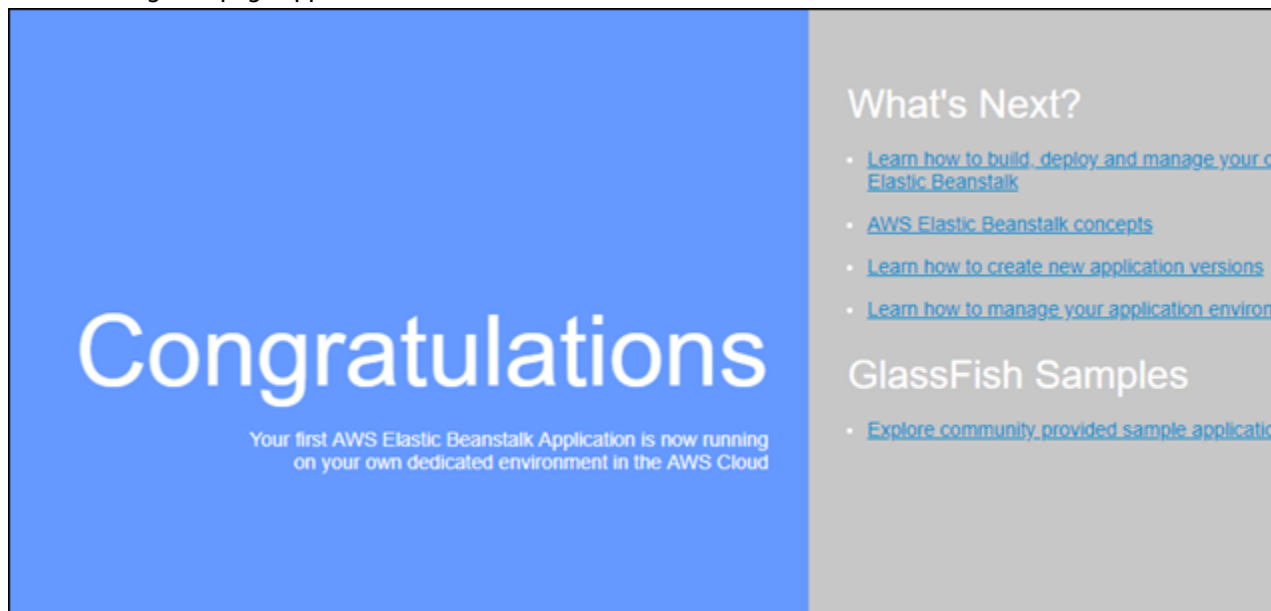 Congratulations
Your first AWS Elastic Beanstalk Application is now running
on your own dedicated environment in the AWS Cloud
What's Next?
Learn how to build, deploy and manage your
Elastic Beanstalk
AWS Elastic Beanstalk concepts
Learn how to create new application versions
Learn how to manage your application
GlassFish Samples
Explore community provided sample